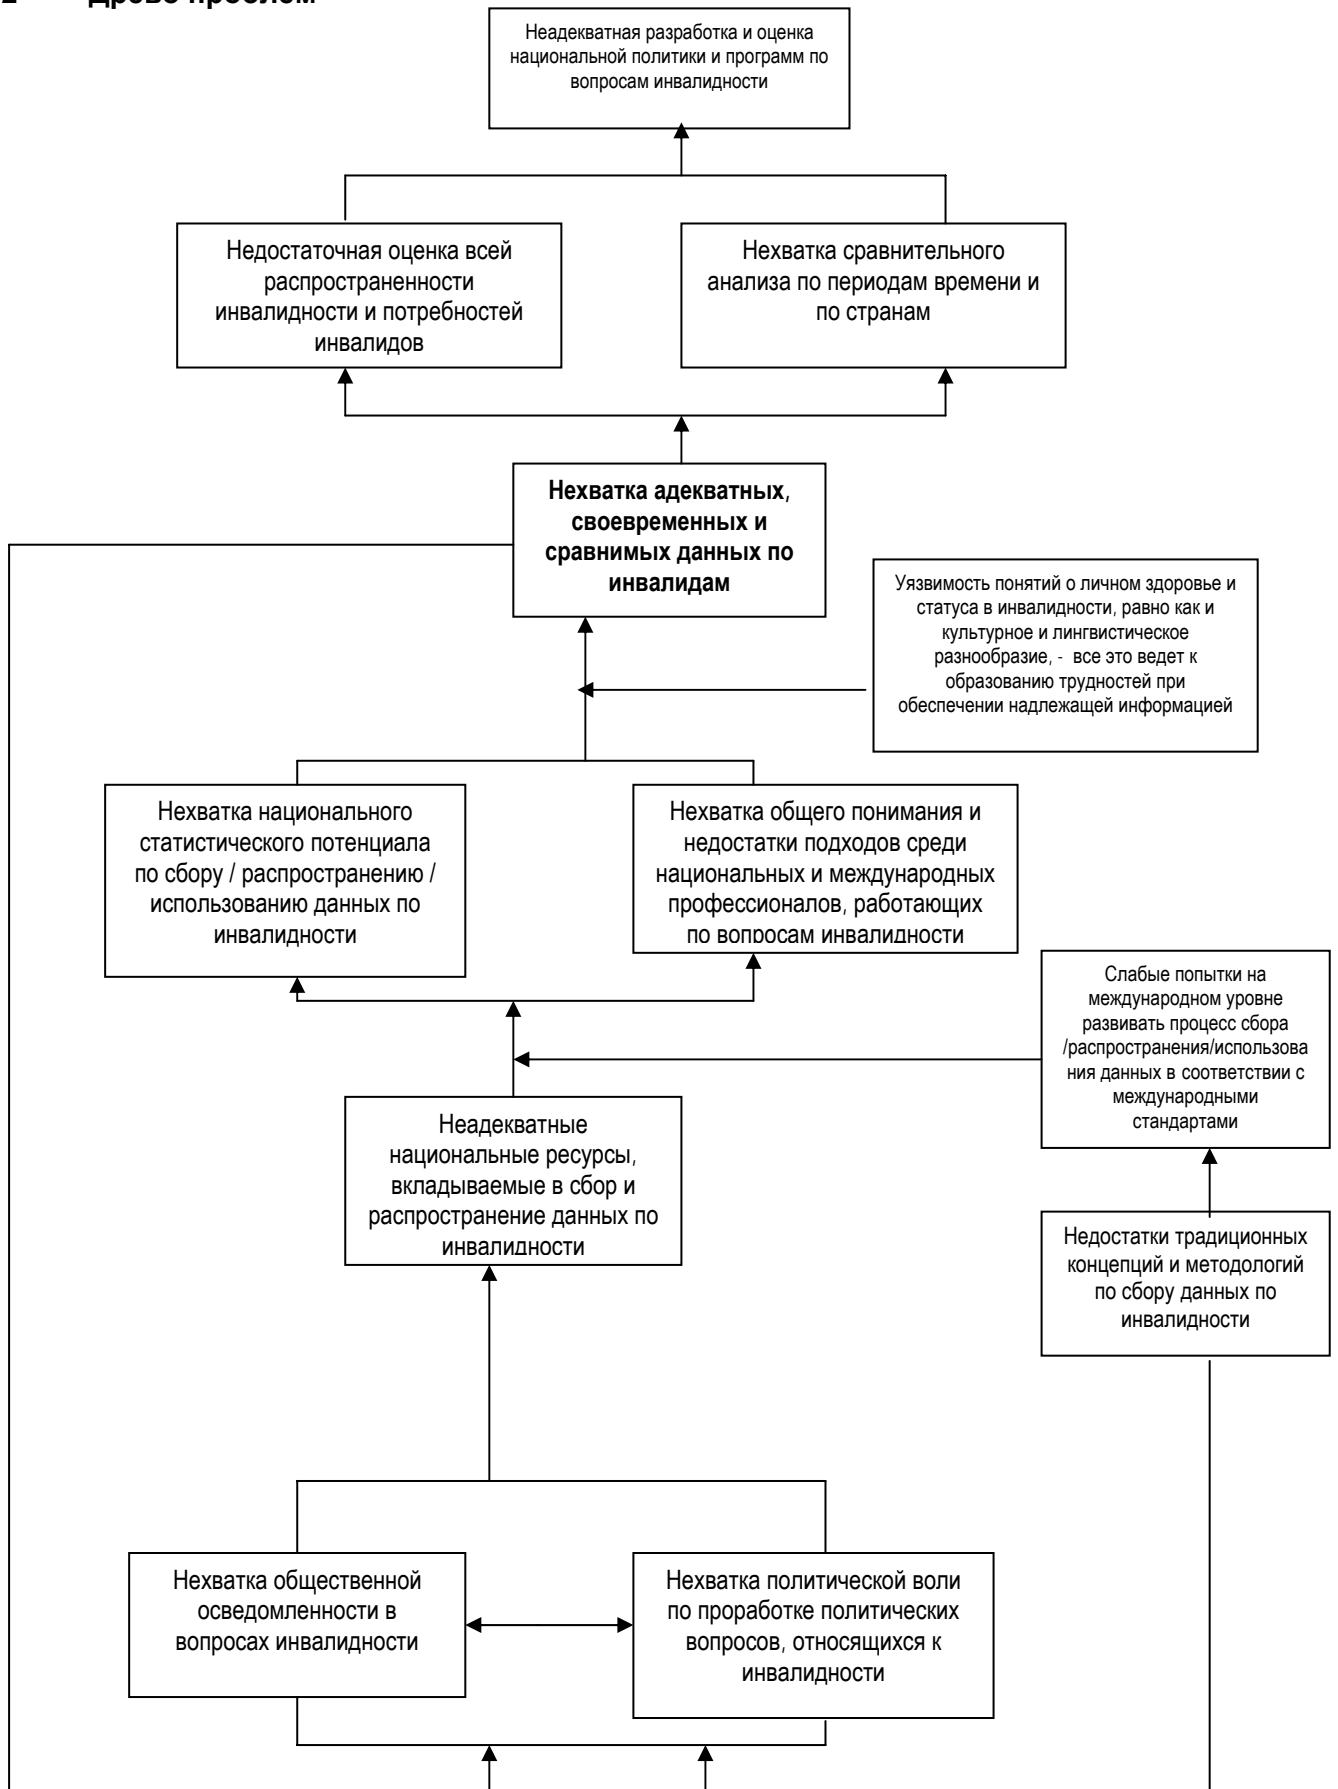 Неадекватная разработка и оценка
национальной политики и программ по
вопросам инвалидности
Недостаточная оценка всей
распространенности
инвалидности и потребностей
инвалидов
Нехватка сравнительного
анализа по периодам времени и
по странам
Нехватка адекватных,
своевременных и
сравнимых данных по
инвалидам
Уязвимость понятий о личном здоровье и
статуса в инвалидности, равно как и
культурное и лингвистическое
разнообразие, - все это ведет к
образованию трудностей при
обеспечении надлежащей информацией
Нехватка национального
статистического потенциала
по сбору / распространению /
использованию данных по
инвалидности
Нехватка общего понимания и
недостатки подходов среди
национальных и международных
профессионалов, работающих
по вопросам инвалидности
Слабые попытки на
международном уровне
развивать процесс сбора
/распространения/использова
ния данных в соответствии с
международными
стандартами
Неадекватные
национальные ресурсы,
вкладываемые в сбор и
распространение данных по
инвалидности
Недостатки традиционных
концепций и методологий
по сбору данных по
инвалидности
Нехватка общественной
осведомленности в
вопросах инвалидности
Нехватка политической воли
по проработке политических
вопросов, относящихся к
инвалидности